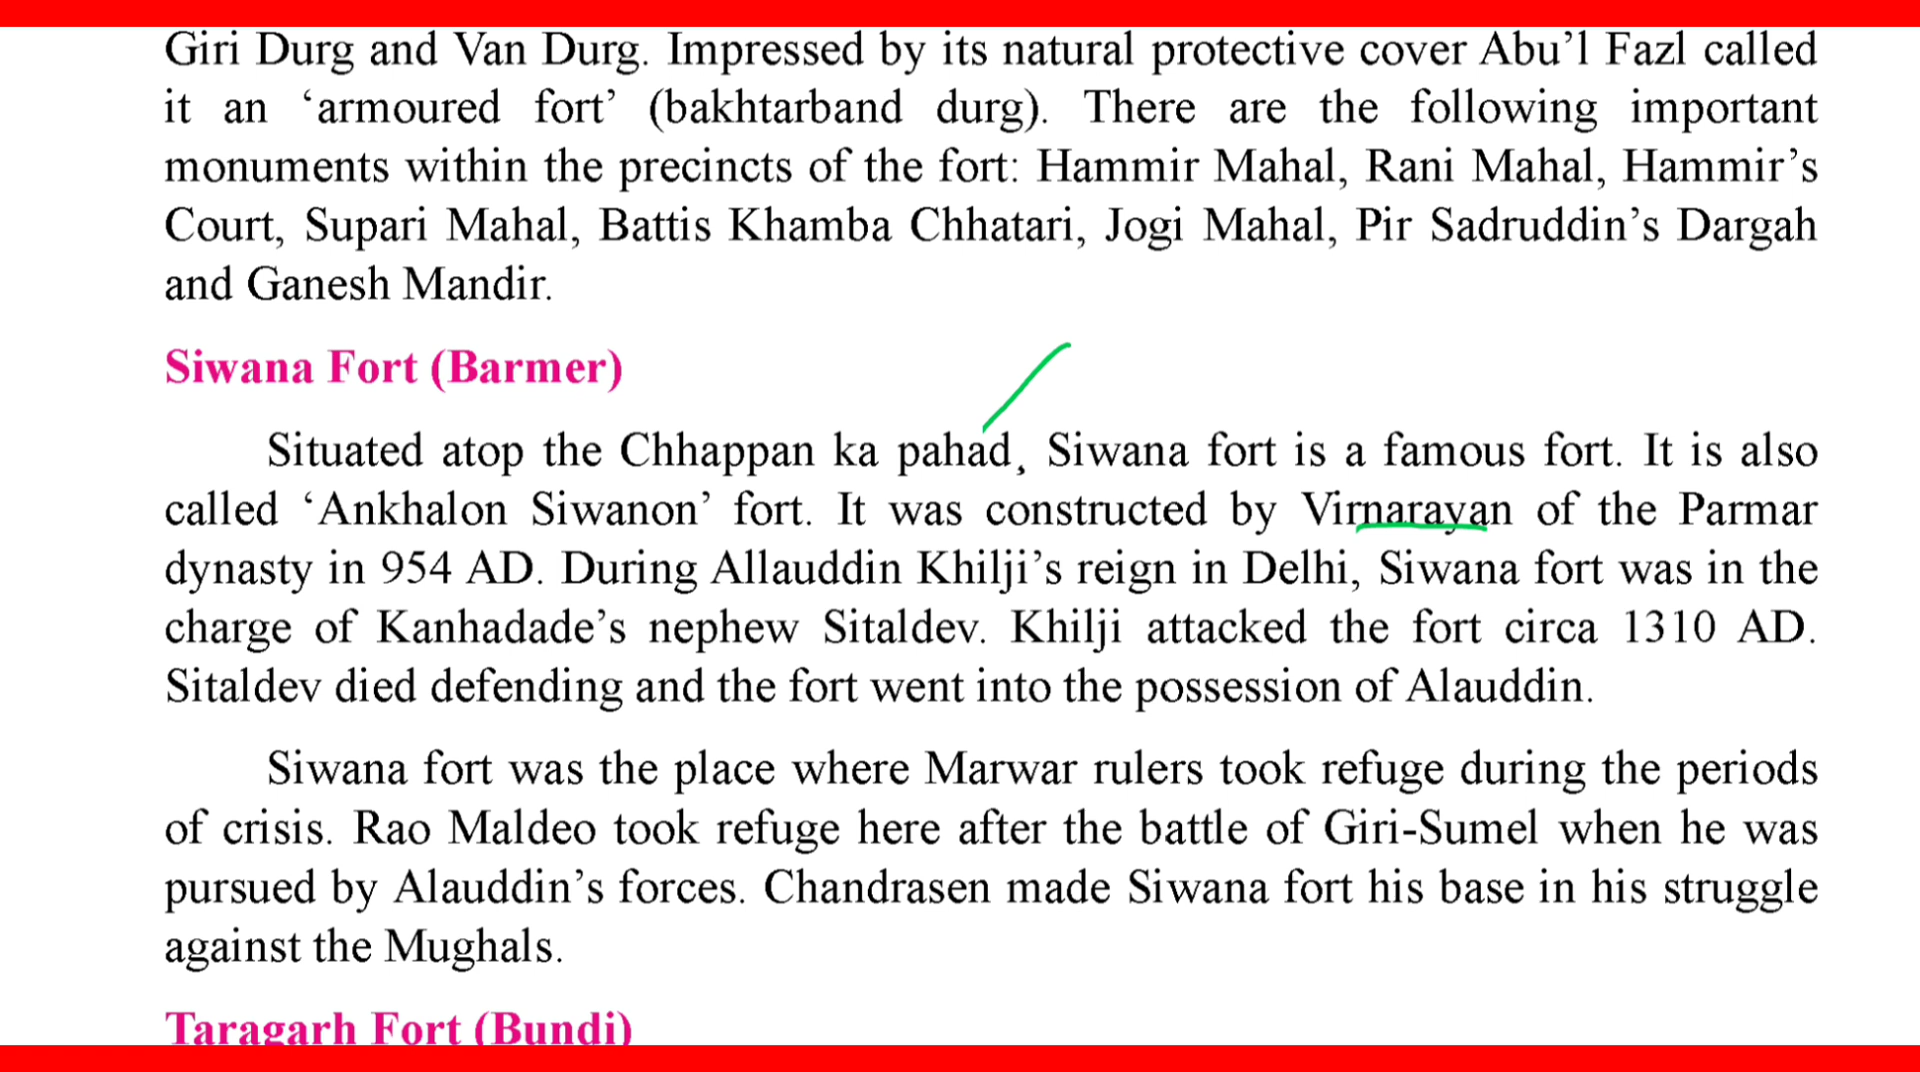 Giri Durg and Van Durg. Impressed by its natural protective cover Abu’l Fazl called
it an ‘armoured fort’ (bakhtarband durg). There are the following important
monuments within the precincts of the fort: Hammir Mahal, Rani Mahal, Hammir’s
Court, Supari Mahal, Battis Khamba Chhatari, Jogi Mahal, Pir Sadruddin’s Dargah
and Ganesh Mandir.
Siwana Fort (Barmer)
Situated atop the Chhappan ka pahad, Siwana fort is a famous fort. It is also
called ‘Ankhalon Siwanon’ fort. It was constructed by Virnarayan of the Parmar
dynasty in 954 AD. During Allauddin Khilji’s reign in Delhi, Siwana fort was in the
charge of Kanhadade’s nephew Sitaldev. Khilji attacked the fort circa 1310 AD.
Sitaldev died defending and the fort went into the possession of Alauddin.
Siwana fort was the place where Marwar rulers took refuge during the periods
of crisis. Rao Maldeo took refuge here after the battle of Giri-Sumel when he was
pursued by Alauddin’s forces. Chandrasen made Siwana fort his base in his struggle
against the Mughals.
Taragarh Fort (Bundi)